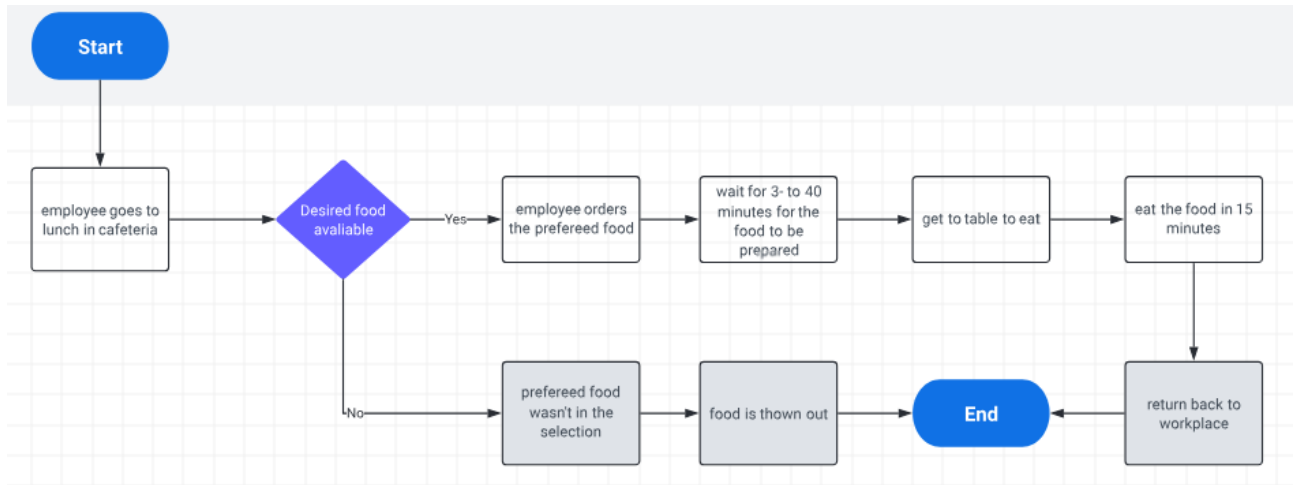 Start
employee goes to
lunch in cafeteria
Desired food
avaliable
Yes
employee orders
the prefereed food
wait for 3- to 40
minutes for the
food to be
prepared
get to table to eat
eat the food in 15
minutes
No
prefereed food
wasn't in the
selection
food is thown out
End
return back to
workplace